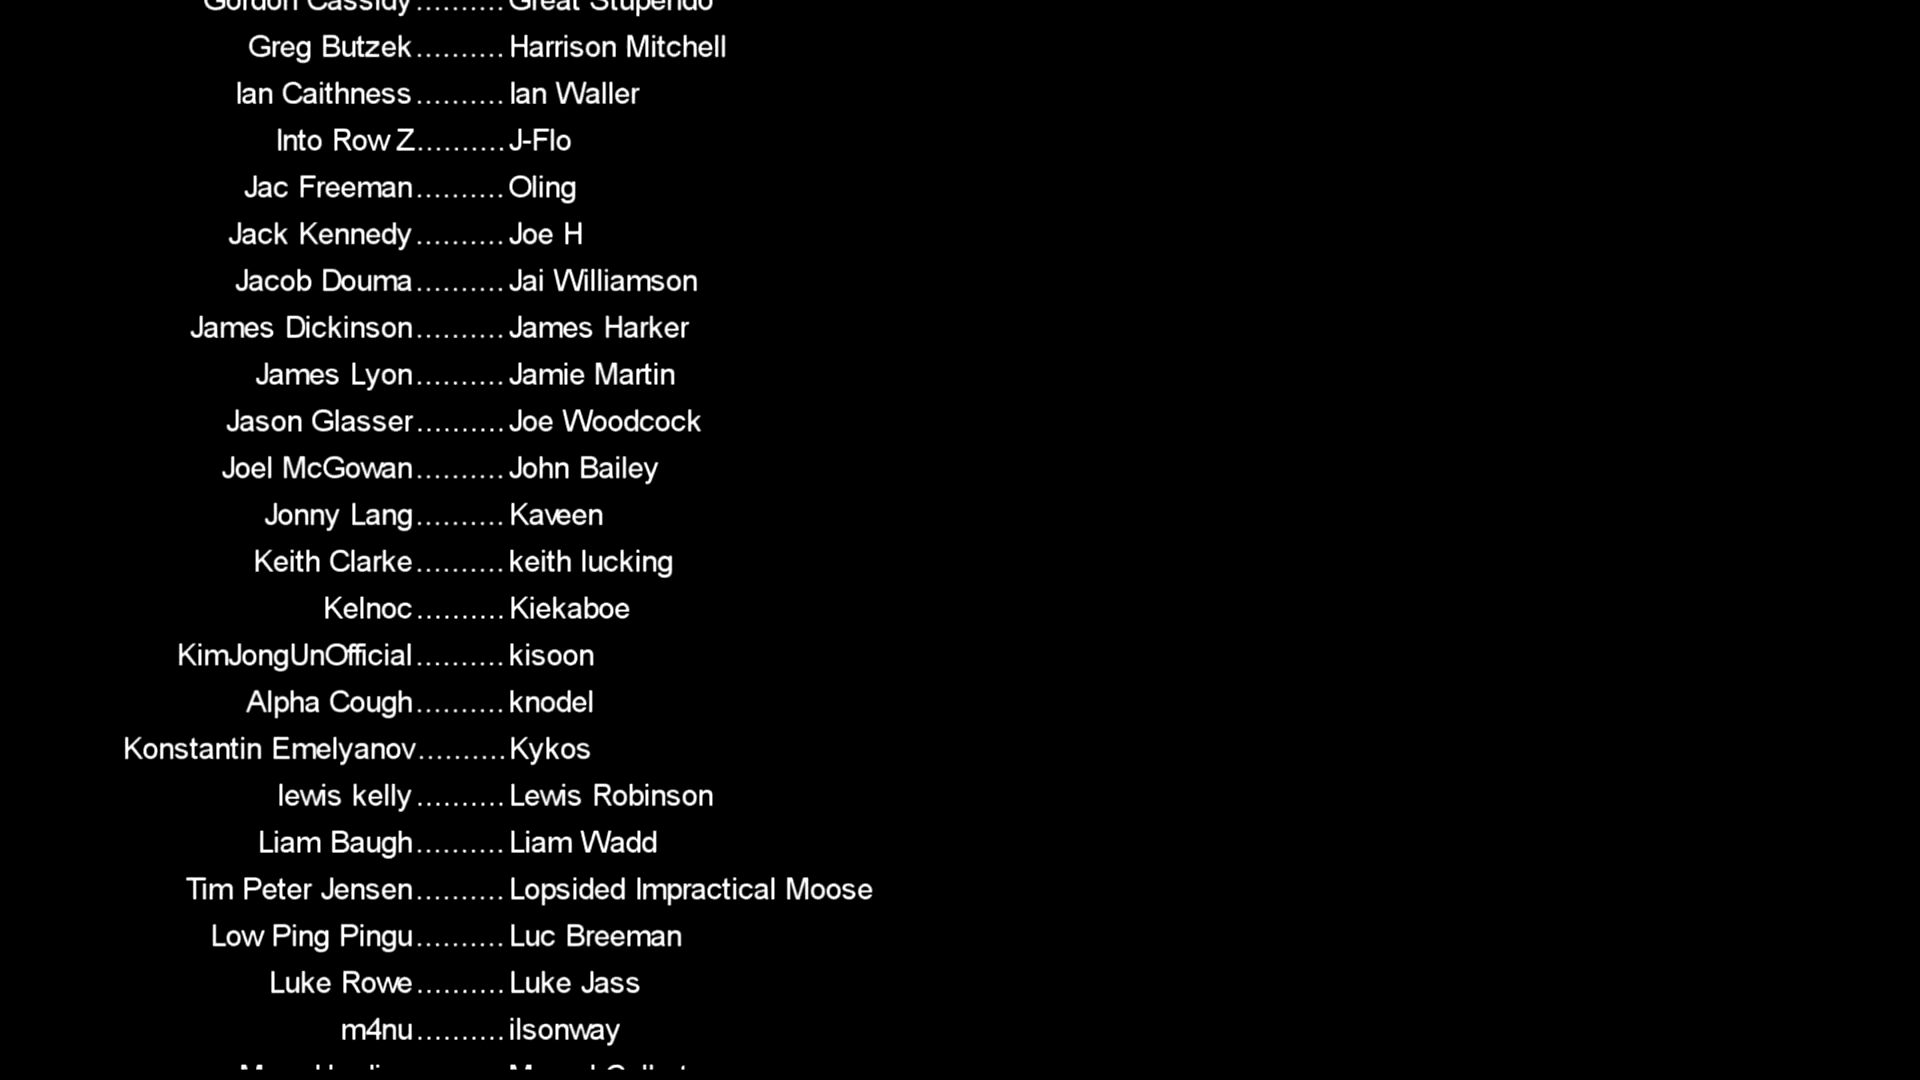 Gordon Cassidy..........Great Stupendo
Greg Butzek..........Harrison Mitchell
Ian Caithness..........Ian Waller
Into Row Z..........J-Flo
Jac Freeman..........Oling
Jack Kennedy..........Joe H
Jacob Douma..........Jai Williamson
James Dickinson..........James Harker
James Lyon..........Jamie Martin
Jason Glasser..........Joe Woodcock
Joel McGowan..........John Bailey
Jonny Lang..........Kaveen
Keith Clarke..........keith lucking
Kelnoc..........Kiekaboe
KimJongUnOfficial..........kisoon
Alpha Cough..........knodel
Konstantin Emelyanov..........Kykos
lewis kelly..........Lewis Robinson
Liam Baugh..........Liam Wadd
Tim Peter Jensen..........Lopsided Impractical Moose
Low Ping Pingu..........Luc Breeman
Luke Rowe..........Luke Jass
m4nu..........ilsonway